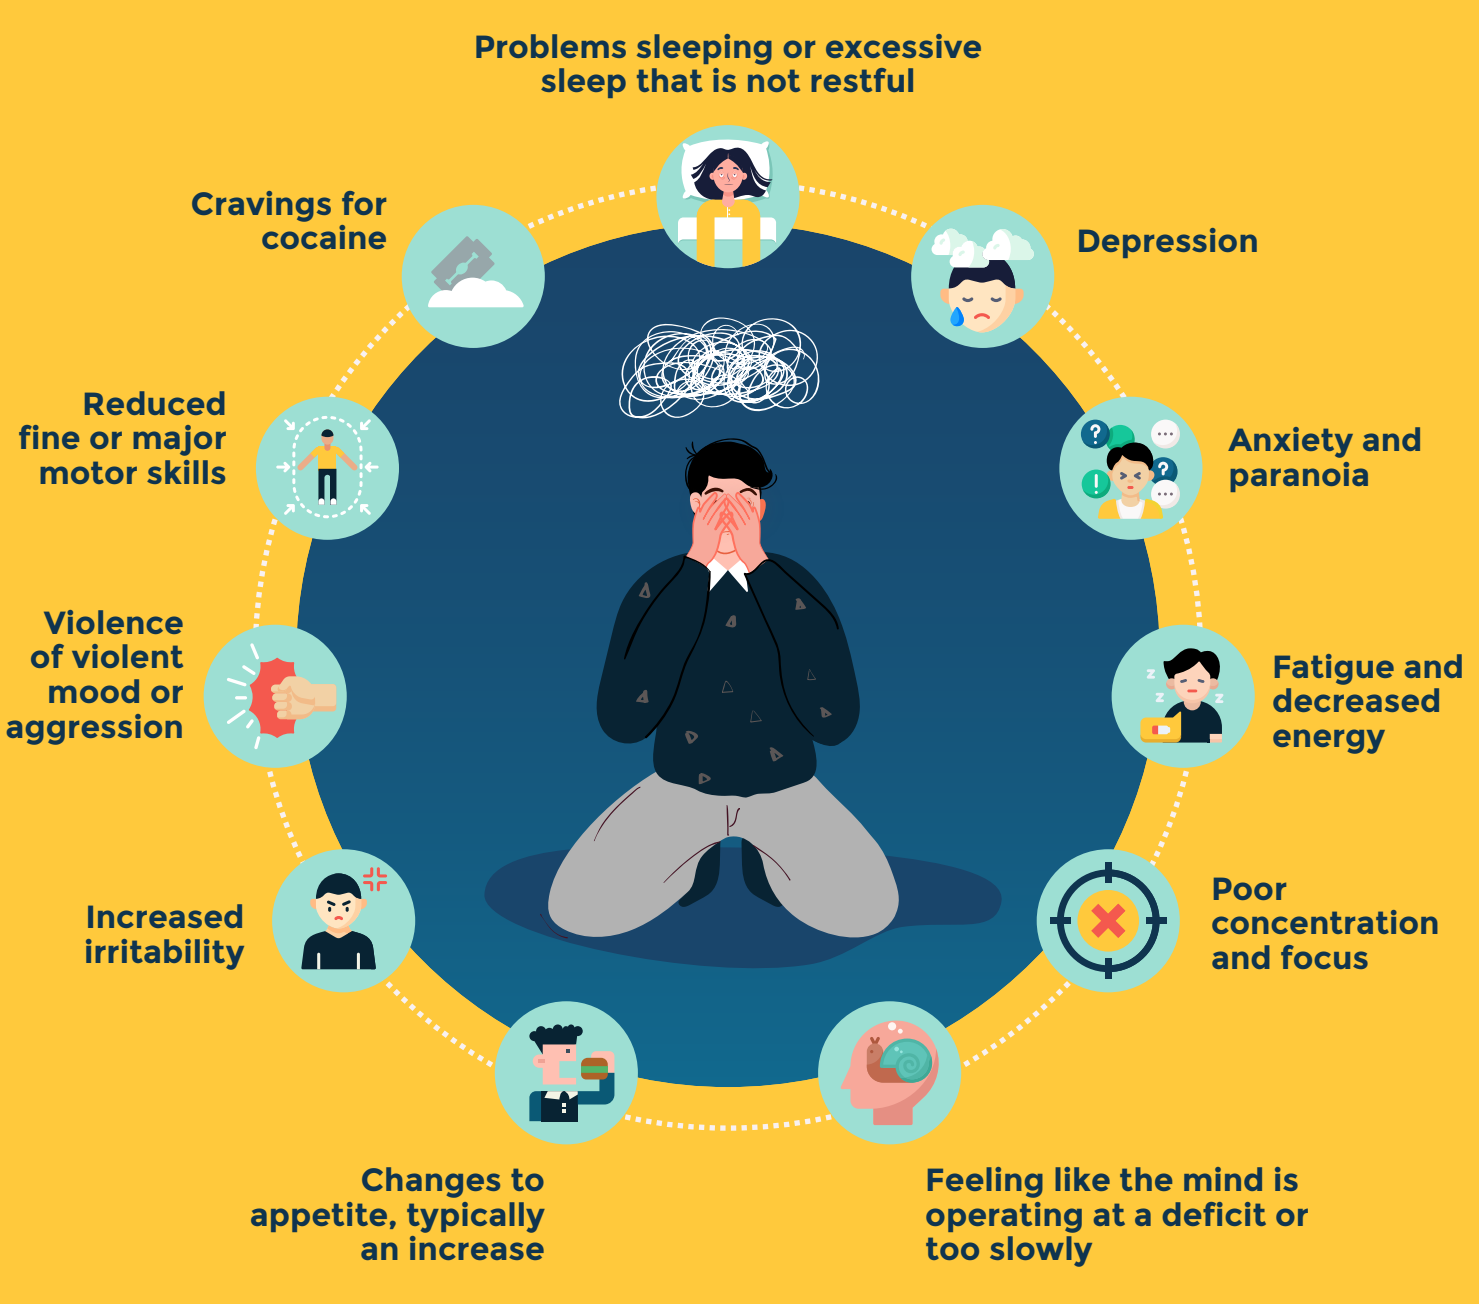 Problems sleeping or excessive
sleep that is not restful
Depression
Anxiety and
paranoia
Fatigue and
decreased
energy
Poor
concentration
and focus
Feeling like the mind is
operating at a deficit or
too slowly
Changes to
appetite, typically
an increase
Increased
irritability
Violence
of violent
mood or
aggression
Reduced
fine or major
motor skills
Cravings for
cocaine
? ...
! ?
...
z z
z z